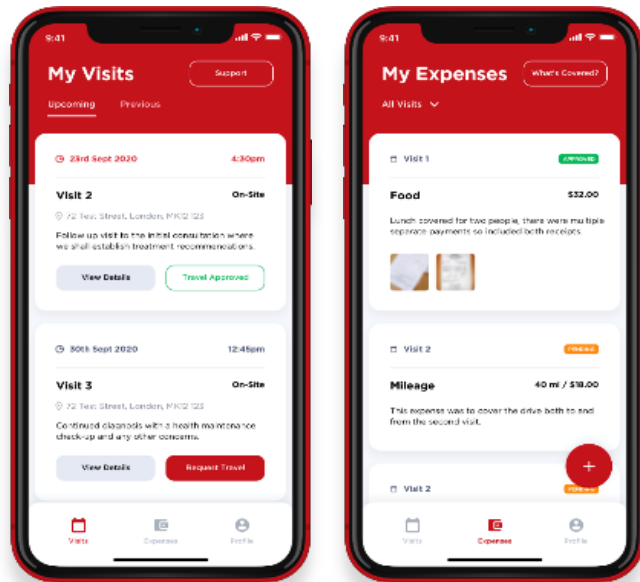 9:41
My Visits
Support
Upcoming
Previous
23rd Sept 2020
4:30pm
Visit 2
On-Site
72 Test Street, London, MK12 123
Follow up visit to the initial consultation where
we shall establish treatment recommendations.
View Details
Travel Approved
30th Sept 2020
12:45pm
Visit 3
On-Site
72 Test Street, London, MK12 123
Continued diagnosis with a health maintenance
check-up and any other concerns.
View Details
Request Travel
Visits
Expenses
Profile
9:41
My Expenses
What's Covered?
All Visits
Visit 1
APPROVED
Food
$32.00
Lunch covered for two people, there were multiple
separate payments so included both receipts.
Visit 2
PENDING
Mileage
40 mi / $18.00
This expense was to cover the drive both to and
from the second visit.
Visit 2
PENDING
+
Visits
Expenses
Profile